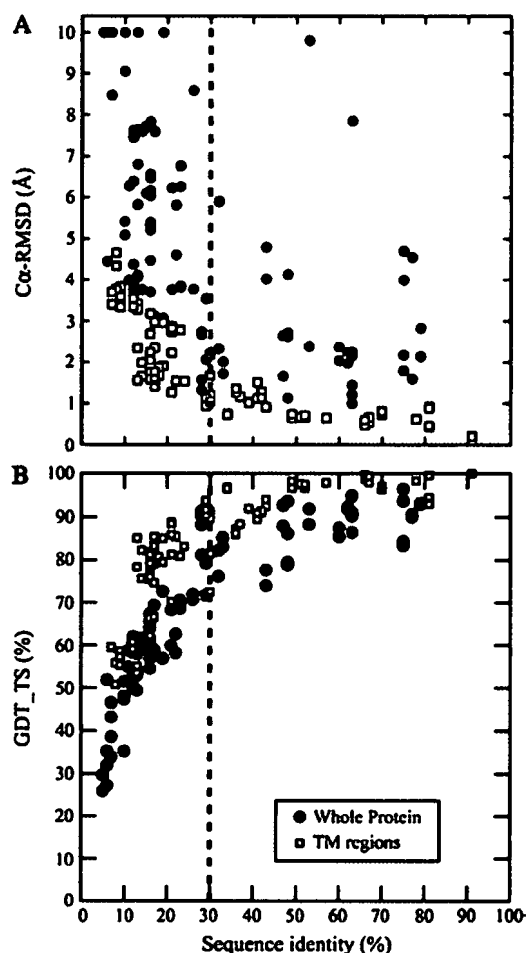 A
10
9
8
7
6
5
4
3
2
1
0
Cα-RMSD (Å)
B
100
90
80
70
60
50
40
30
20
10
0
GDT_TS (%)
Whole Protein
TM regions
0 10 20 30 40 50 60 70 80 90 100
Sequence identity (%)